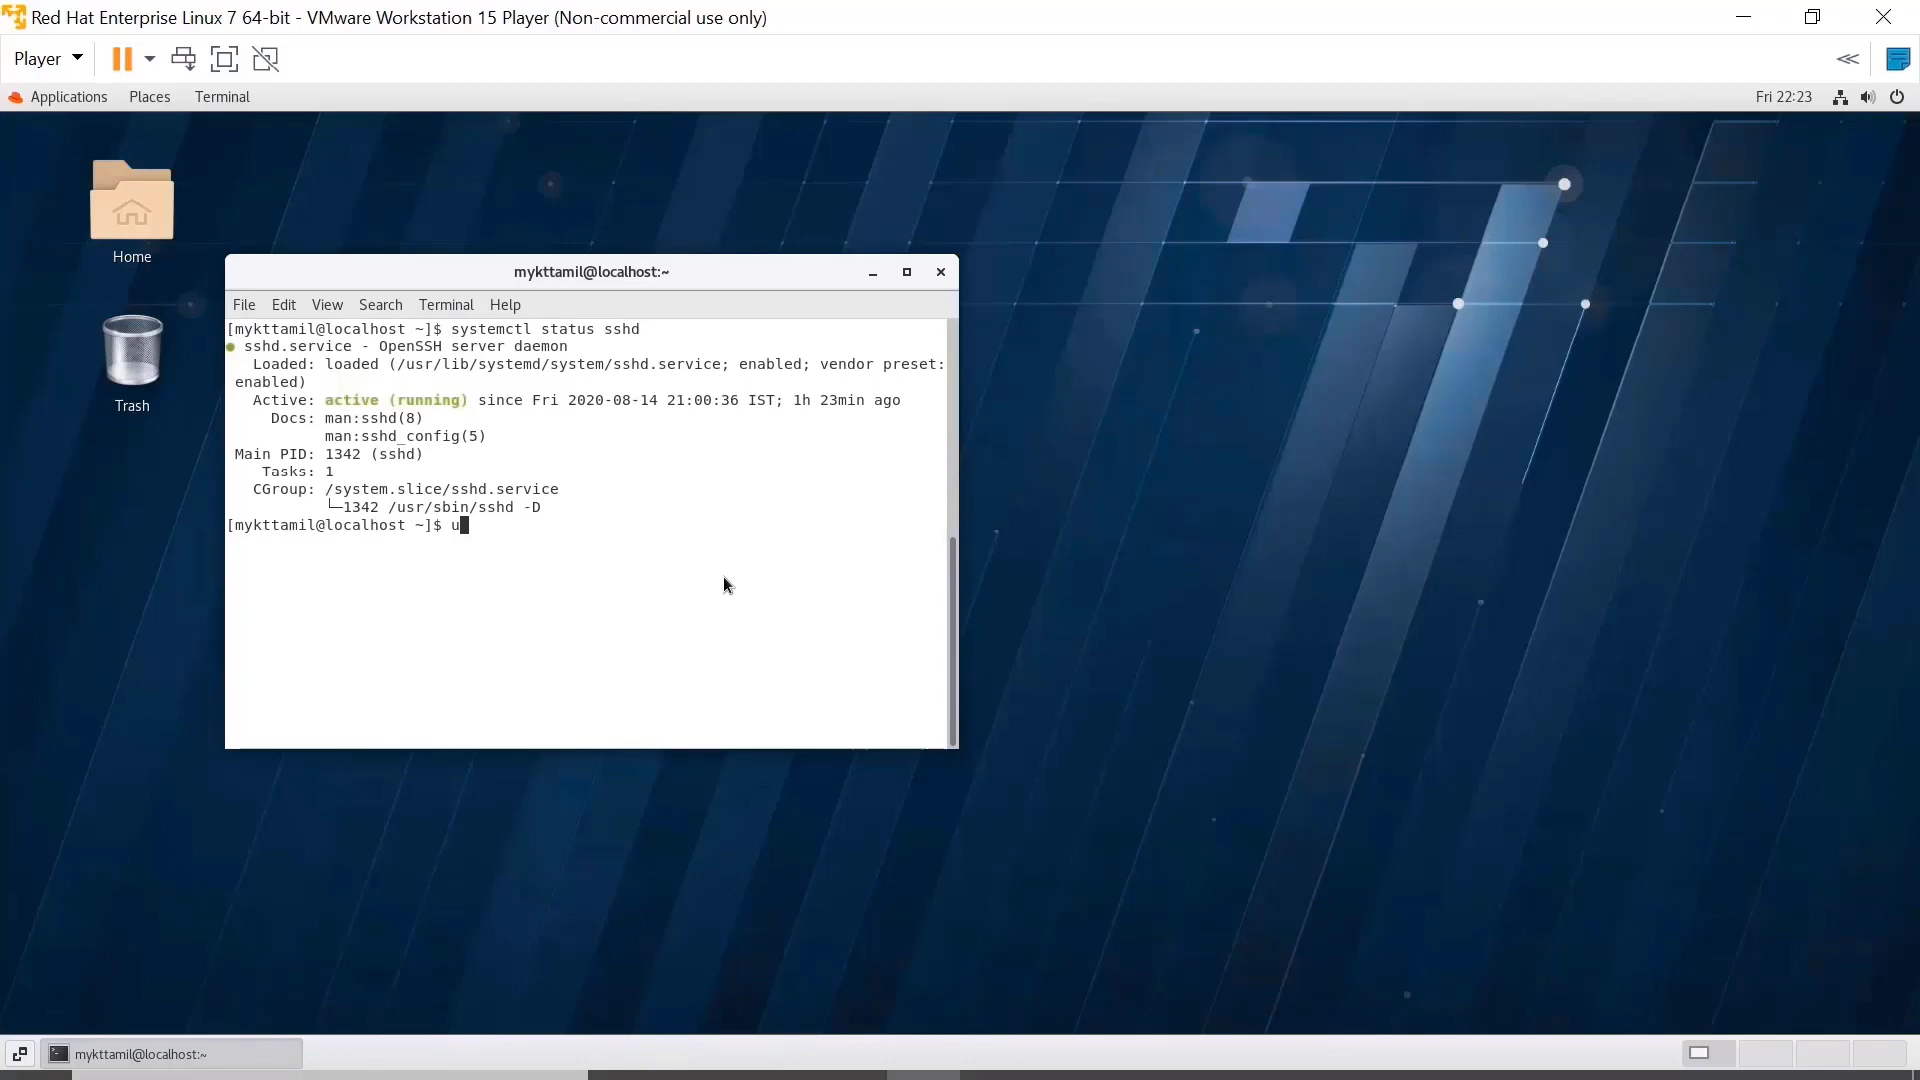 Red Hat Enterprise Linux 7 64-bit - VMware Workstation 15 Player (Non-commercial use only)
Player
Applications Places Terminal Fri 22:23
Home
Trash
mykttamil@localhost:~
File Edit View Search Terminal Help
[mykttamil@localhost ~]$ systemctl status sshd
● sshd.service - OpenSSH server daemon
   Loaded: loaded (/usr/lib/systemd/system/sshd.service; enabled; vendor preset:
 enabled)
   Active: active (running) since Fri 2020-08-14 21:00:36 IST; 1h 23min ago
     Docs: man:sshd(8)
           man:sshd_config(5)
 Main PID: 1342 (sshd)
    Tasks: 1
   CGroup: /system.slice/sshd.service
           └─1342 /usr/sbin/sshd -D
[mykttamil@localhost ~]$ u
mykttamil@localhost:~